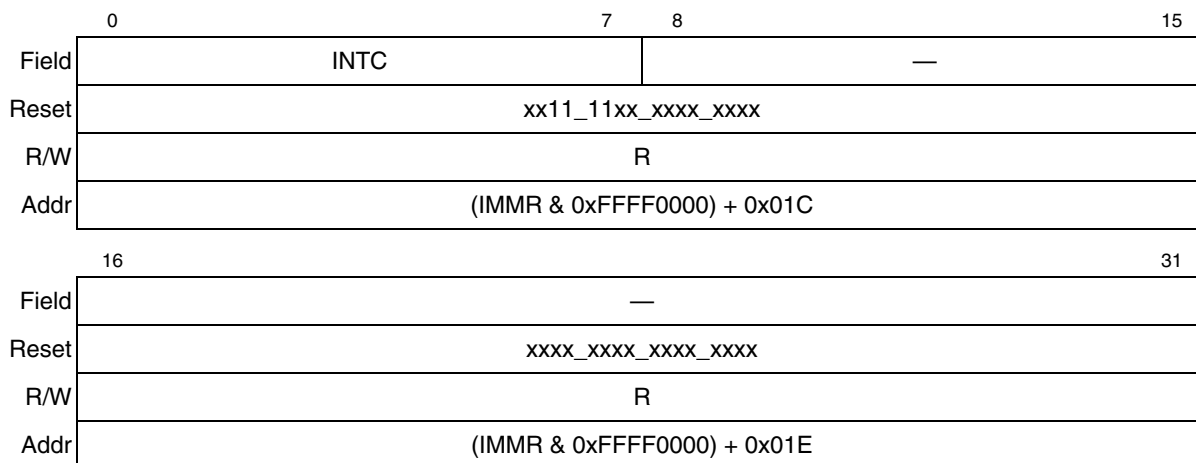 0 7 8 15
Field INTC —
Reset xx11_11xx_xxxx_xxxx
R/W R
Addr (IMMR & 0xFFFF0000) + 0x01C
16 31
Field —
Reset xxxx_xxxx_xxxx_xxxx
R/W R
Addr (IMMR & 0xFFFF0000) + 0x01E